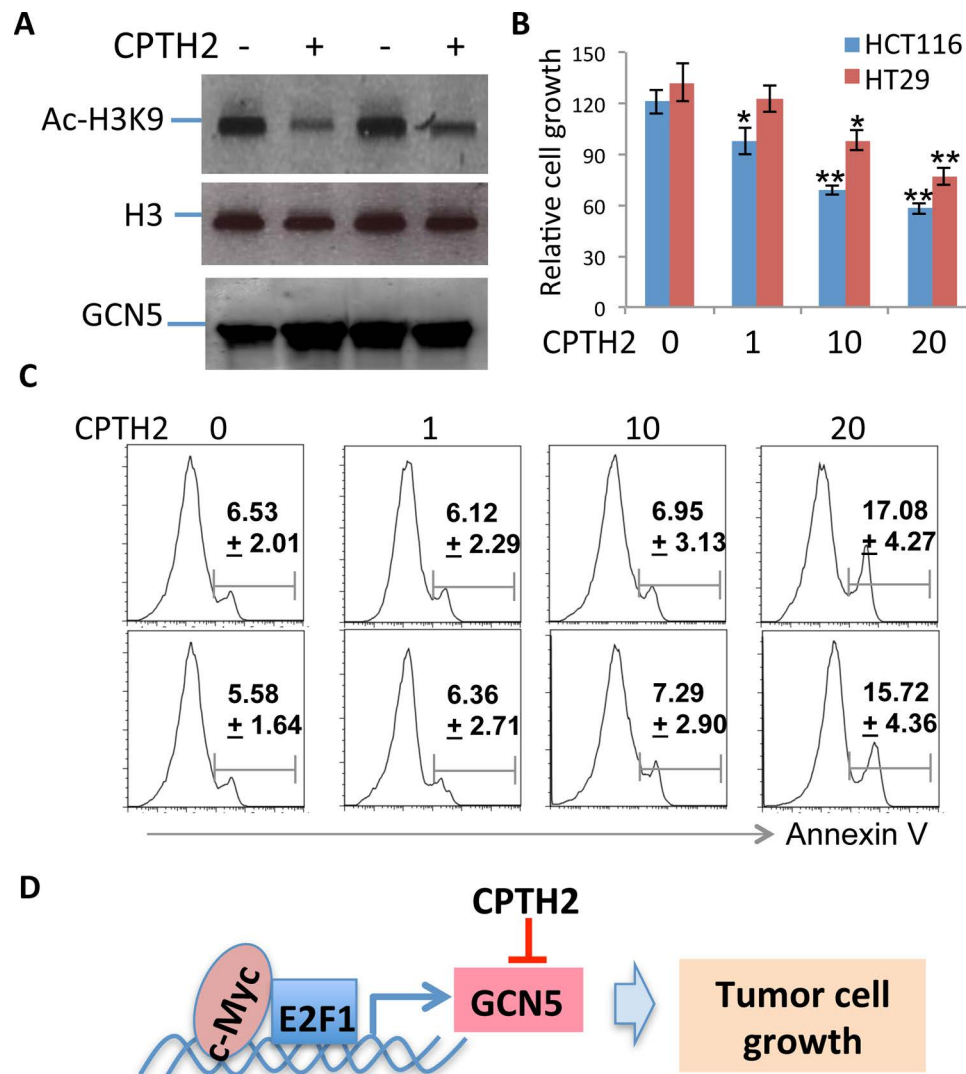 A
CPTH2 - + - +
Ac-H3K9
H3
GCN5
B
HCT116
HT29
Relative cell growth
150
120
90
60
30
0
* ** ** * **
CPTH2 0 1 10 20
C
CPTH2 0 1 10 20
6.53
± 2.01
6.12
± 2.29
6.95
± 3.13
17.08
± 4.27
5.58
± 1.64
6.36
± 2.71
7.29
± 2.90
15.72
± 4.36
Annexin V
D
CPTH2
c-Myc
E2F1
GCN5
Tumor cell
growth